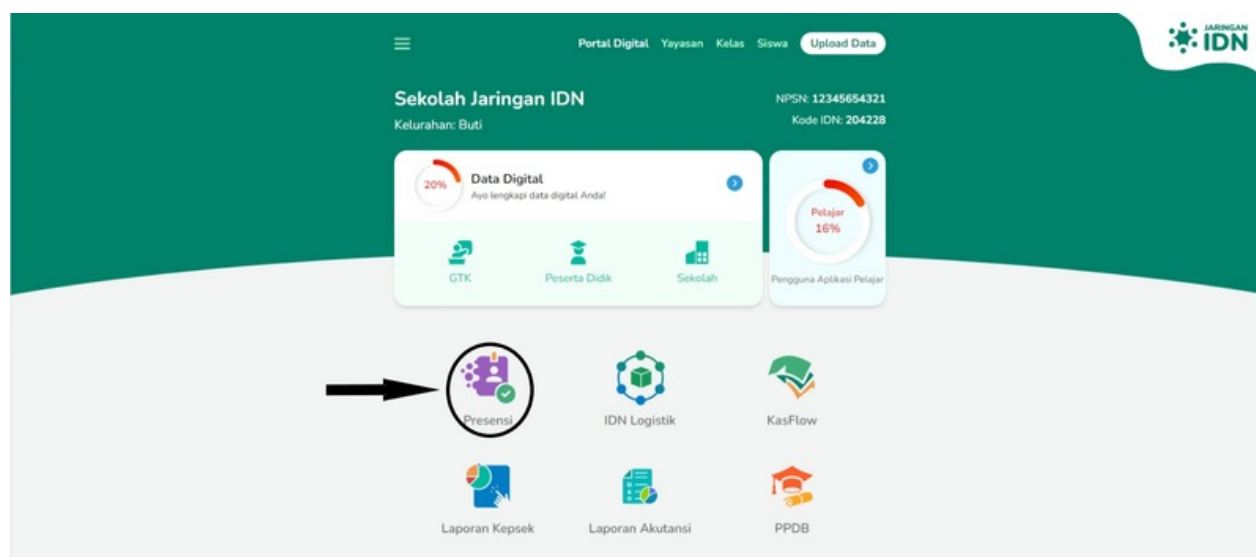 JARINGAN
IDN
Portal Digital Yayasan Kelas Siswa Upload Data
Sekolah Jaringan IDN
NPSN: 12345654321
Kelurahan: Buti
Kode IDN: 204228
20%
Data Digital
Ayo lengkapi data digital Anda!
GTK
Peserta Didik
Sekolah
Pelajar
16%
Pengguna Aplikasi Pelajar
Presensi
IDN Logistik
KasFlow
Laporan Kepsek
Laporan Akutansi
PPDB